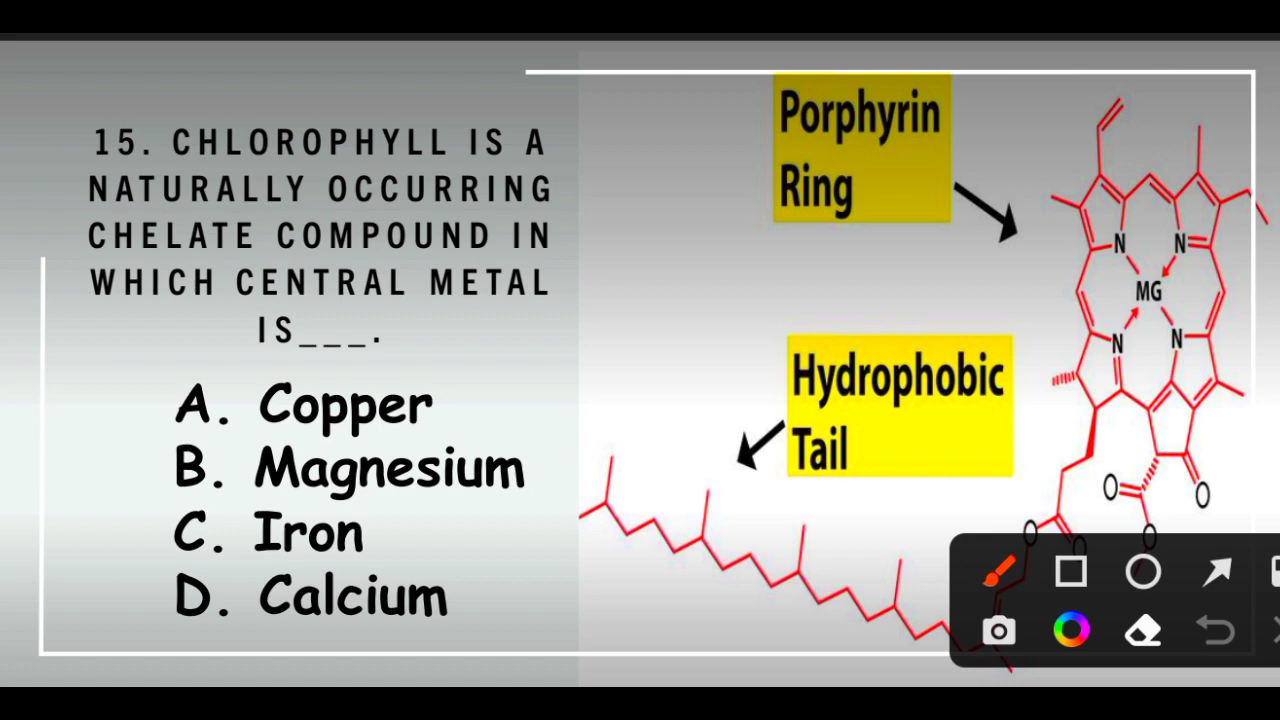 15. CHLOROPHYLL IS A
NATURALLY OCCURRING
CHELATE COMPOUND IN
WHICH CENTRAL METAL
IS___.
A. Copper
B. Magnesium
C. Iron
D. Calcium
Porphyrin
Ring
Hydrophobic
Tail
N N
MG
N N
O O
O O
O